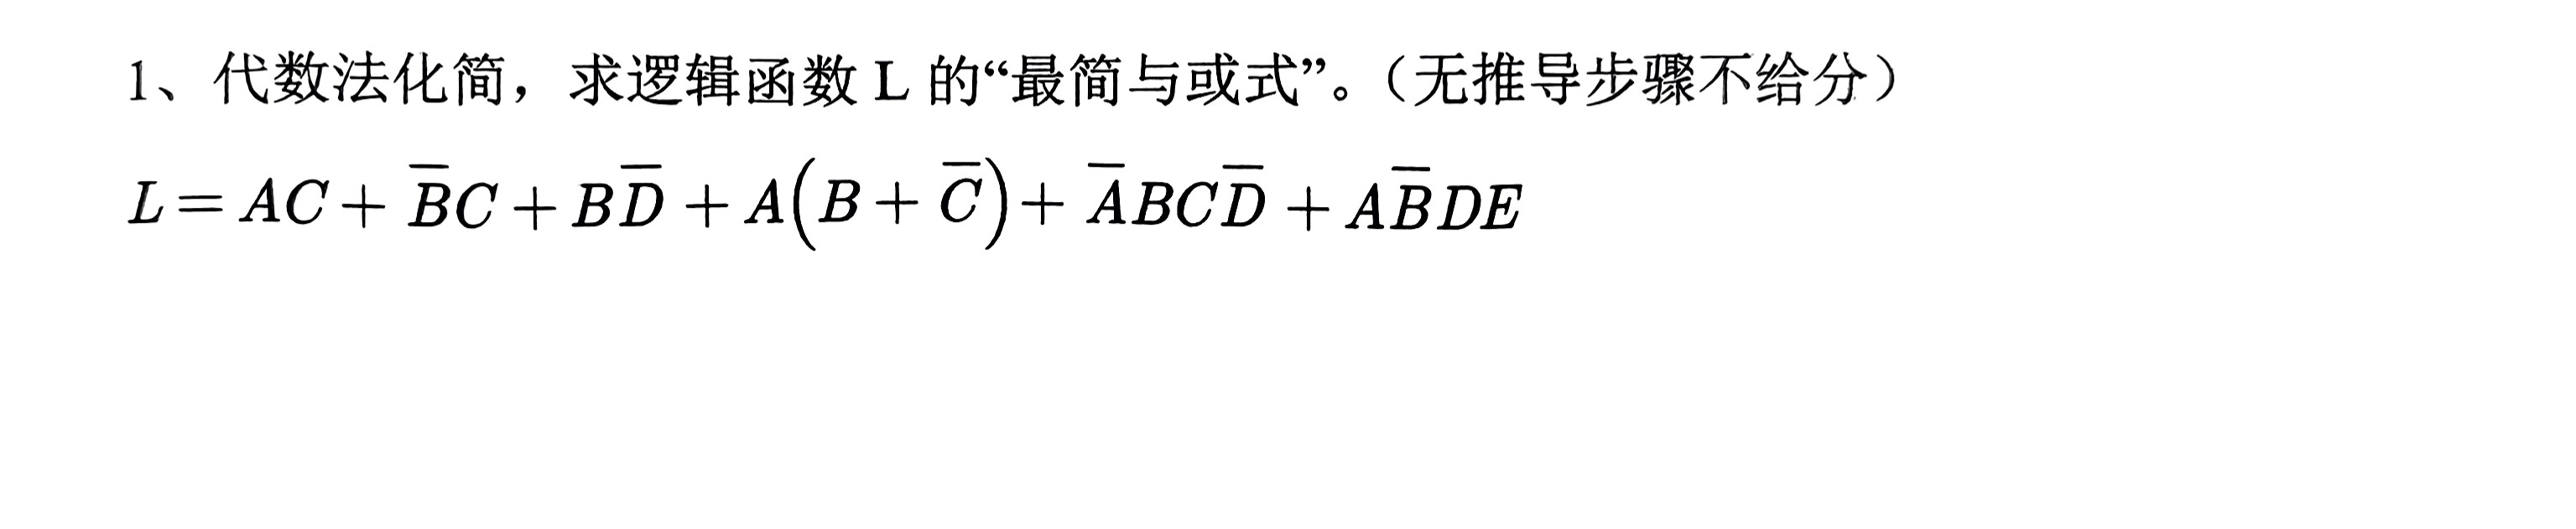 1、代数法化简，求逻辑函数 L 的“最简与或式”。（无推导步骤不给分）
L = AC + B̅C + BD̅ + A(B + C̅) + A̅BCD̅ + AB̅DE